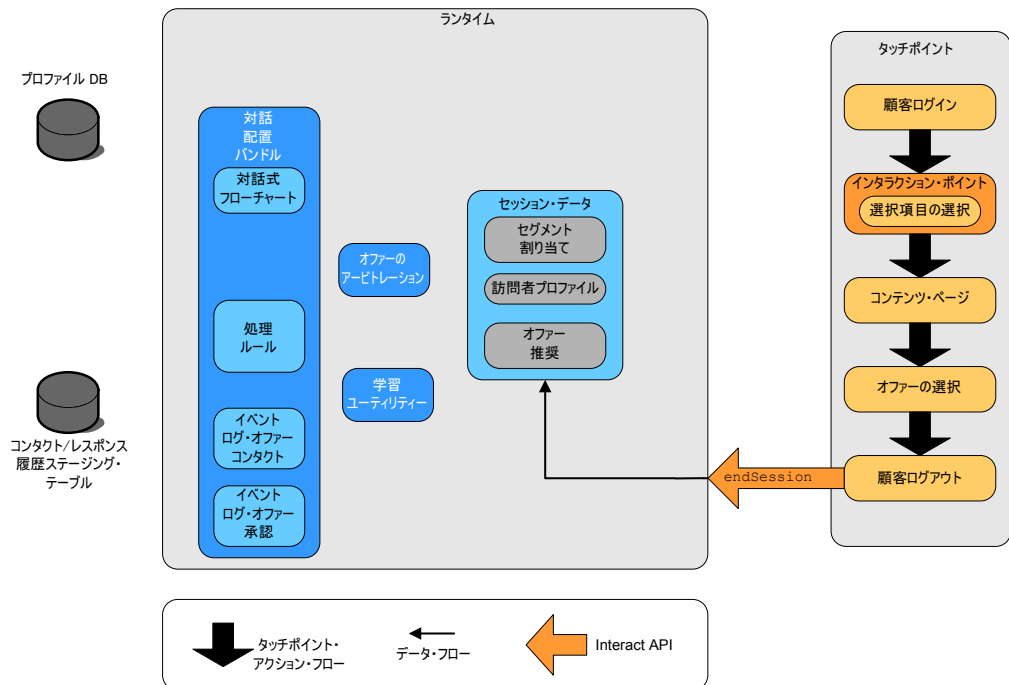 ランタイム
プロファイル DB
対話
配置
バンドル
対話式
フローチャート
処理
ルール
イベント
ログ・オファー
コンタクト
イベント
ログ・オファー
承認
オファーの
アービトレーション
学習
ユーティリティー
セッション・データ
セグメント
割り当て
訪問者プロファイル
オファー
推奨
コンタクト/レスポンス
履歴ステージング・
テーブル
タッチポイント
顧客ログイン
インタラクション・ポイント
選択項目の選択
コンテンツ・ページ
オファーの選択
顧客ログアウト
endSession
タッチポイント・
アクション・フロー
データ・フロー
Interact API